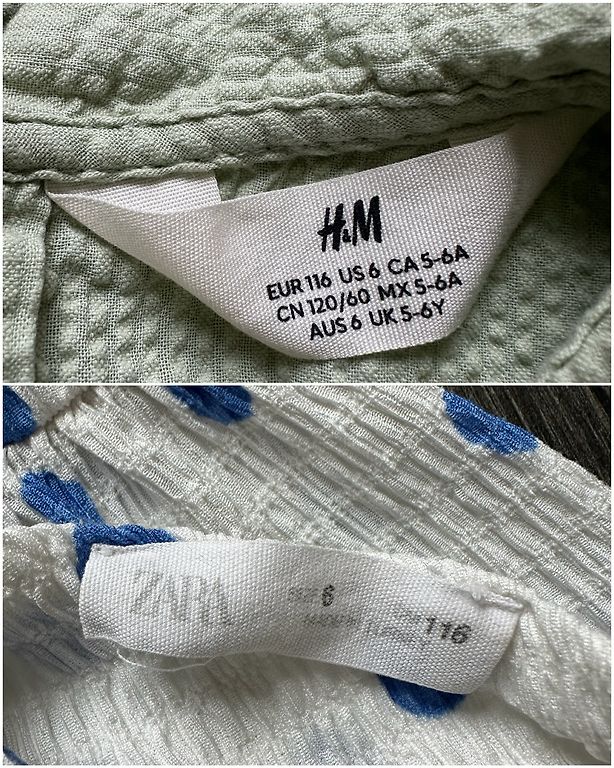 H&M
EUR 116 US 6 CA 5-6A
CN 120/60 MX 5-6A
AUS 6 UK 5-6Y
ZARA
6
116